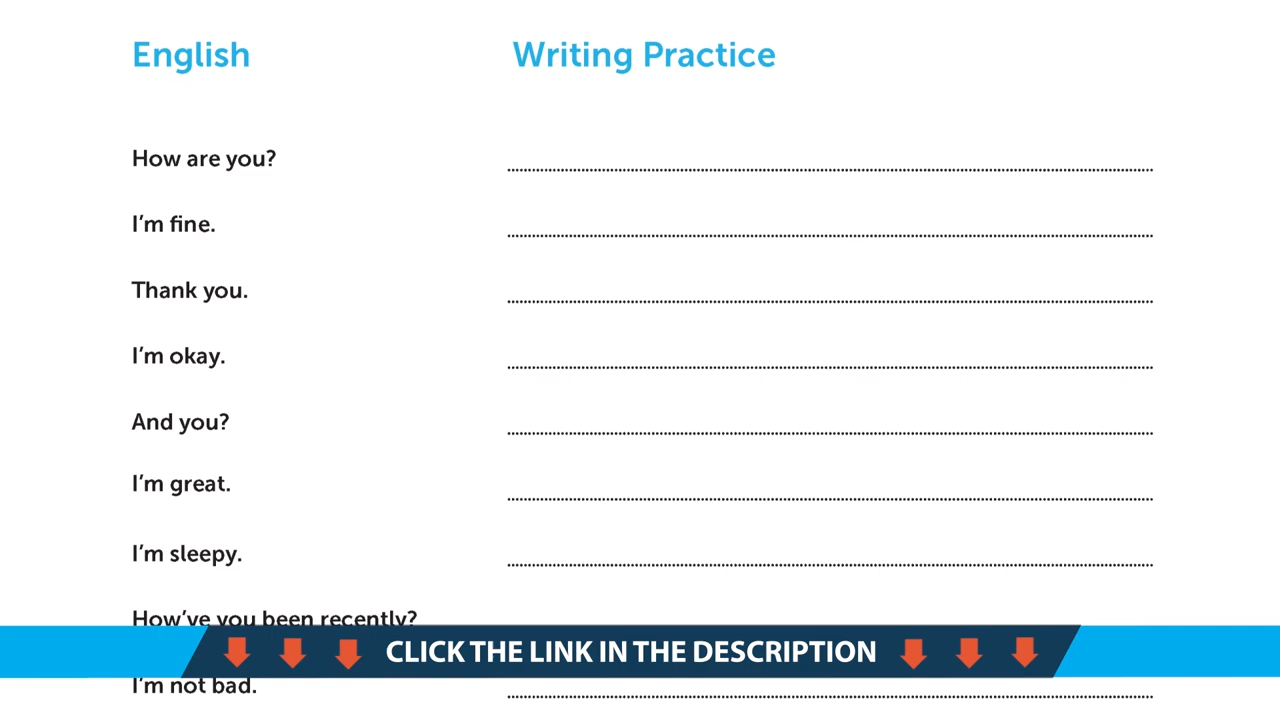 English Writing Practice
How are you?
I'm fine.
Thank you.
I'm okay.
And you?
I'm great.
I'm sleepy.
How've you been recently?
CLICK THE LINK IN THE DESCRIPTION
I'm not bad.